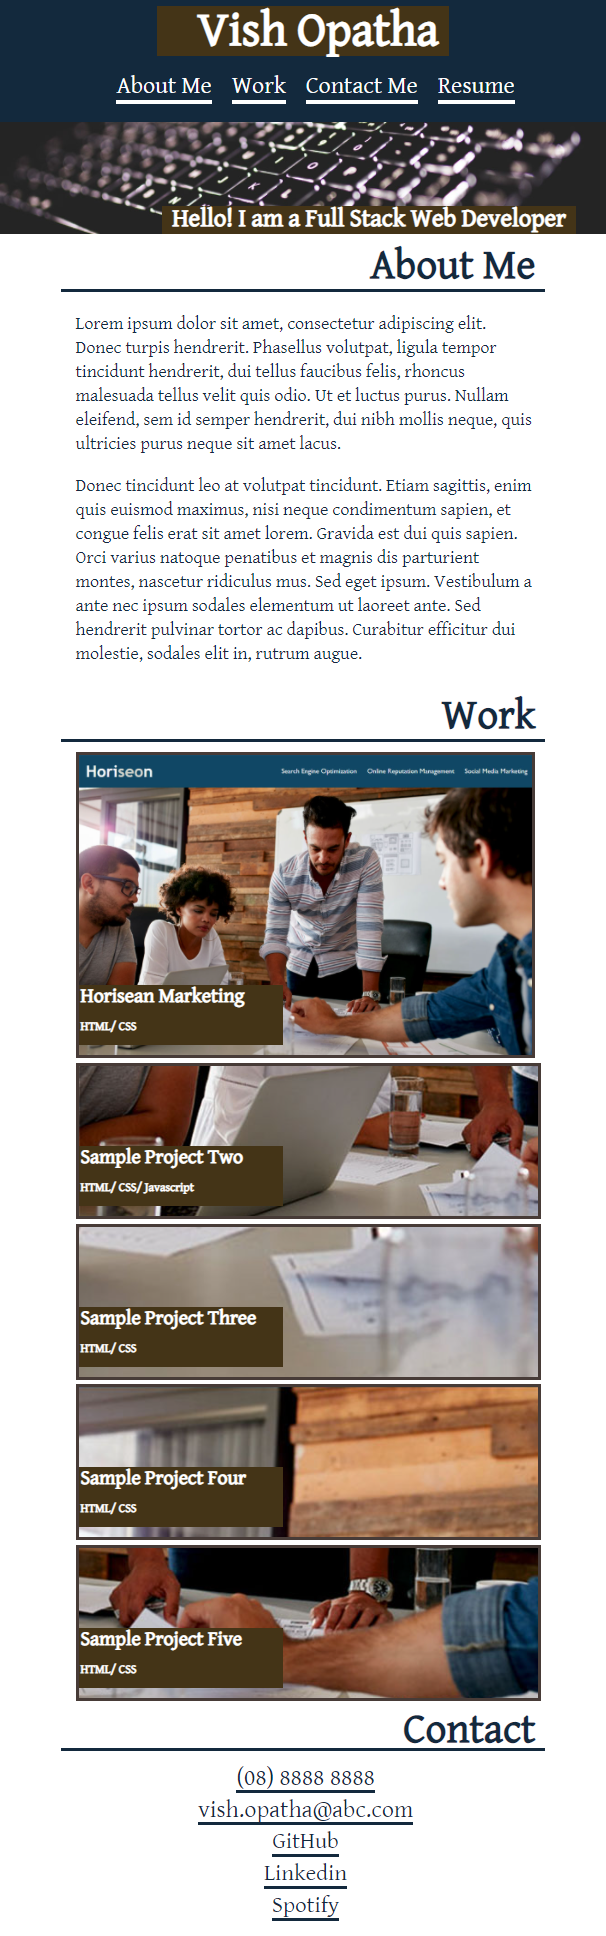 Vish Opatha
About Me Work Contact Me Resume
Hello! I am a Full Stack Web Developer
About Me
Lorem ipsum dolor sit amet, consectetur adipiscing elit.
Donec turpis hendrerit. Phasellus volutpat, ligula tempor
tincidunt hendrerit, dui tellus faucibus felis, rhoncus
malesuada tellus velit quis odio. Ut et luctus purus. Nullam
eleifend, sem id semper hendrerit, dui nibh mollis neque, quis
ultricies purus neque sit amet lacus.
Donec tincidunt leo at volutpat tincidunt. Etiam sagittis, enim
quis euismod maximus, nisi neque condimentum sapien, et
congue felis erat sit amet lorem. Gravida est dui quis sapien.
Orci varius natoque penatibus et magnis dis parturient
montes, nascetur ridiculus mus. Sed eget ipsum. Vestibulum a
ante nec ipsum sodales elementum ut laoreet ante. Sed
hendrerit pulvinar tortor ac dapibus. Curabitur efficitur dui
molestie, sodales elit in, rutrum augue.
Work
Horiseon Search Engine Optimization Online Reputation Management Social Media Marketing
Horisean Marketing
HTML/ CSS
Sample Project Two
HTML/ CSS/ Javascript
Sample Project Three
HTML/ CSS
Sample Project Four
HTML/ CSS
Sample Project Five
HTML/ CSS
Contact
(08) 8888 8888
vish.opatha@abc.com
GitHub
Linkedin
Spotify